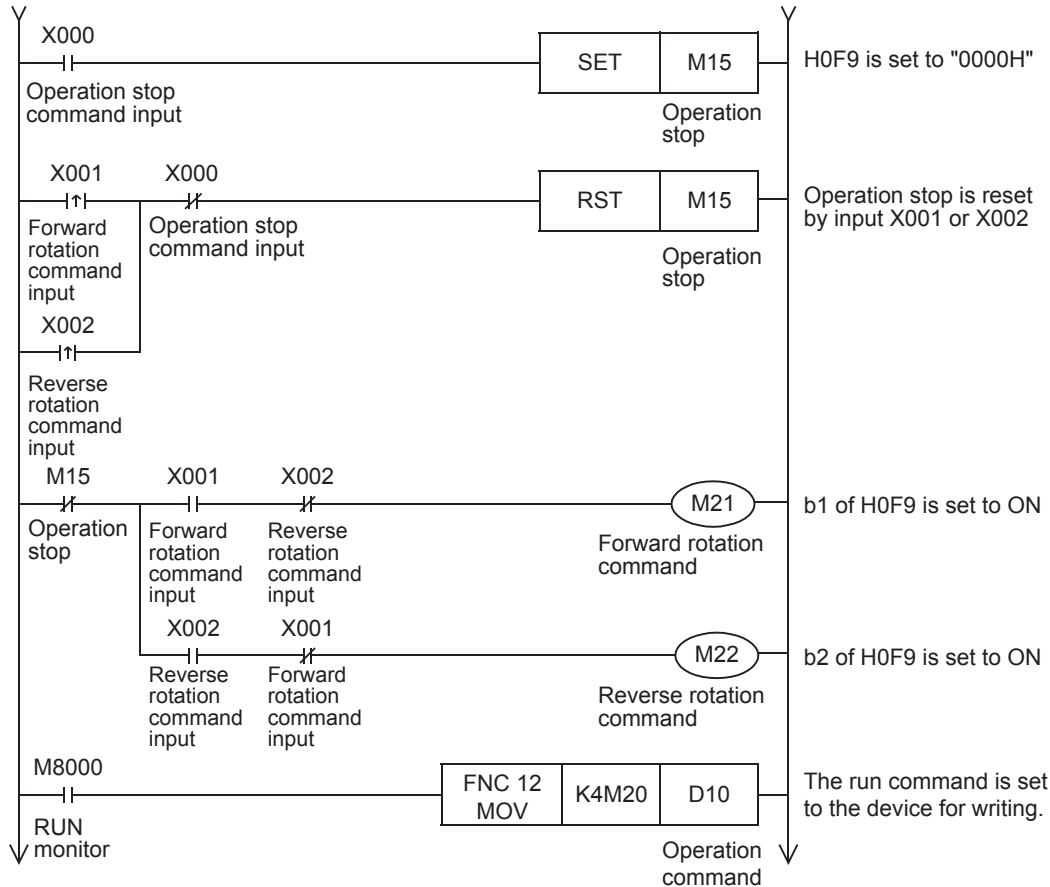 X000
SET M15
H0F9 is set to "0000H"
Operation stop
command input
Operation
stop
X001 X000
RST M15
Operation stop is reset
by input X001 or X002
Forward
rotation
command
input
Operation stop
command input
Operation
stop
X002
Reverse
rotation
command
input
M15 X001 X002
M21
b1 of H0F9 is set to ON
Operation
stop
Forward
rotation
command
input
Reverse
rotation
command
input
Forward rotation
command
X002 X001
M22
b2 of H0F9 is set to ON
Reverse
rotation
command
input
Forward
rotation
command
input
Reverse rotation
command
M8000
FNC 12
MOV
K4M20 D10
The run command is set
to the device for writing.
RUN
monitor
Operation
command